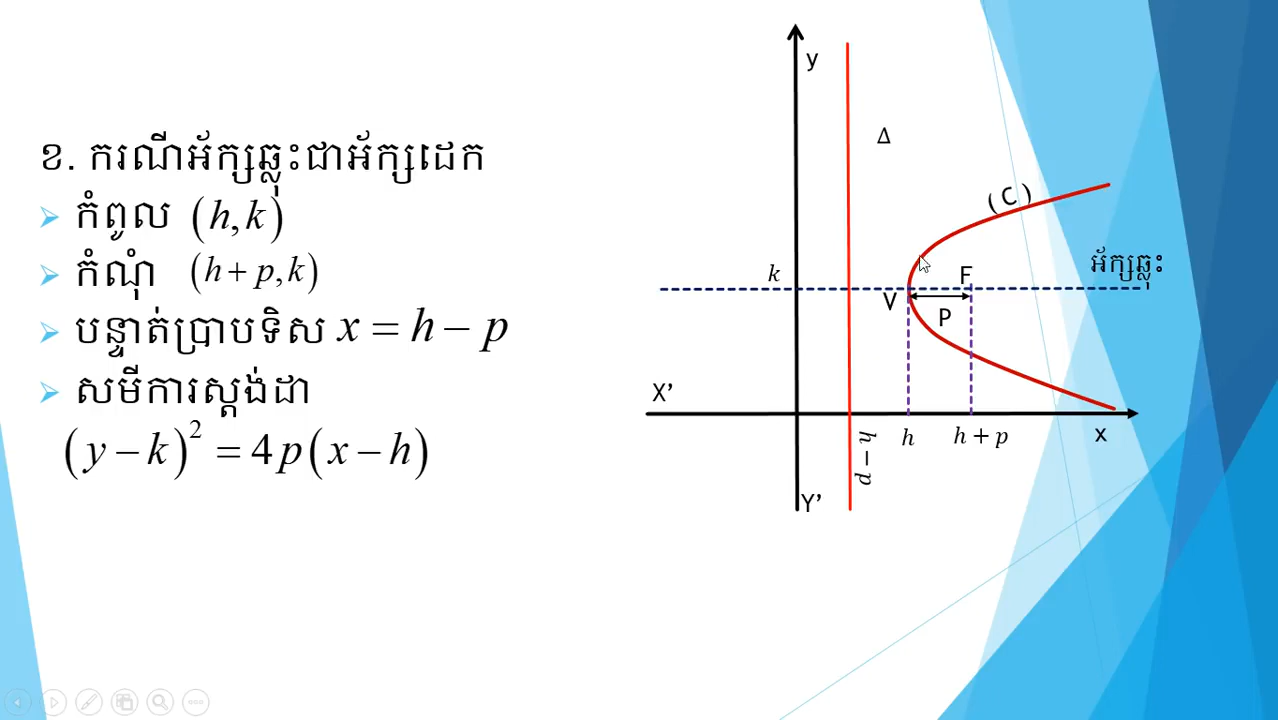 ខ. ករណីអ័ក្សឆ្លុះជាអ័ក្សដេក
កំពូល (h,k)
កំណុំ (h + p,k)
បន្ទាត់ប្រាបទិស x = h − p
សមីការស្តង់ដា
(y − k)² = 4p(x − h)
y
Δ
( C )
អ័ក្សឆ្លុះ
k
F
V
P
X’
h − p
h
h + p
x
Y’